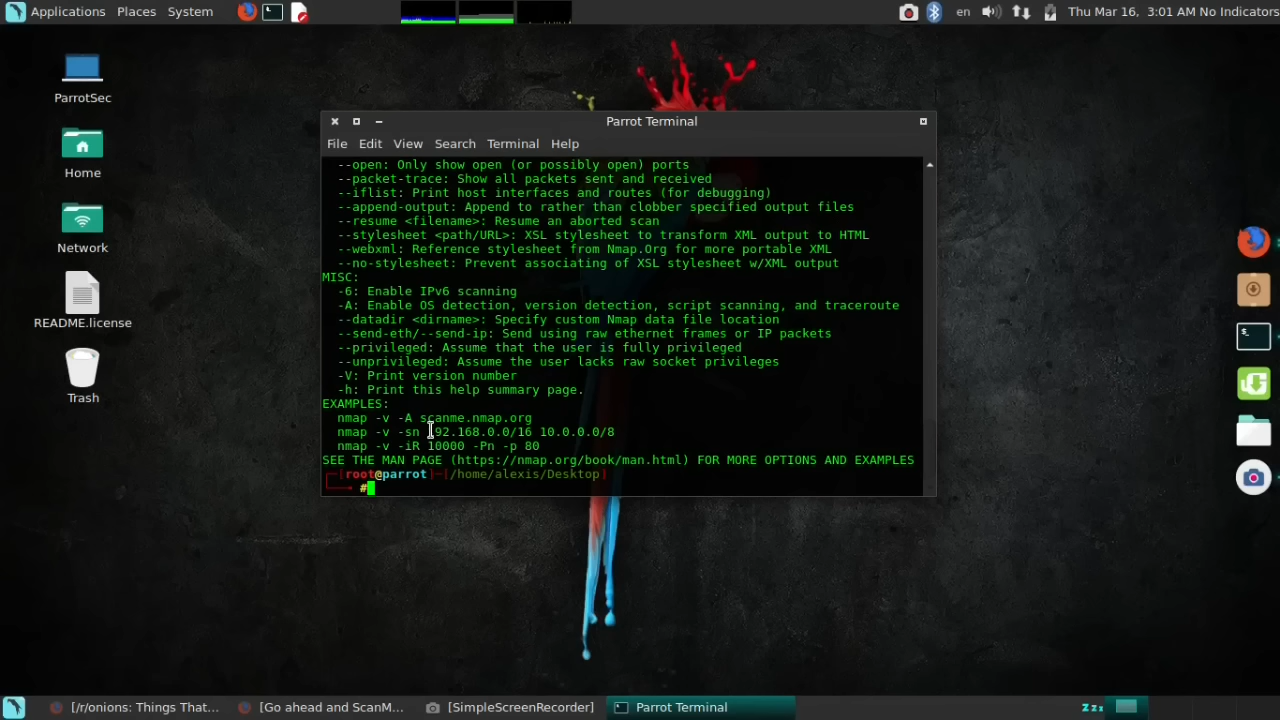 Applications Places System
en Thu Mar 16, 3:01 AM No Indicators
ParrotSec
Home
Network
README.license
Trash
Parrot Terminal
File Edit View Search Terminal Help
--open: Only show open (or possibly open) ports
--packet-trace: Show all packets sent and received
--iflist: Print host interfaces and routes (for debugging)
--append-output: Append to rather than clobber specified output files
--resume <filename>: Resume an aborted scan
--stylesheet <path/URL>: XSL stylesheet to transform XML output to HTML
--webxml: Reference stylesheet from Nmap.Org for more portable XML
--no-stylesheet: Prevent associating of XSL stylesheet w/XML output
MISC:
-6: Enable IPv6 scanning
-A: Enable OS detection, version detection, script scanning, and traceroute
--datadir <dirname>: Specify custom Nmap data file location
--send-eth/--send-ip: Send using raw ethernet frames or IP packets
--privileged: Assume that the user is fully privileged
--unprivileged: Assume the user lacks raw socket privileges
-V: Print version number
-h: Print this help summary page.
EXAMPLES:
nmap -v -A scanme.nmap.org
nmap -v -sn 192.168.0.0/16 10.0.0.0/8
nmap -v -iR 10000 -Pn -p 80
SEE THE MAN PAGE (https://nmap.org/book/man.html) FOR MORE OPTIONS AND EXAMPLES
[root@parrot]-[/home/alexis/Desktop]
#
[/r/onions: Things That... [Go ahead and ScanM... [SimpleScreenRecorder] Parrot Terminal zzz